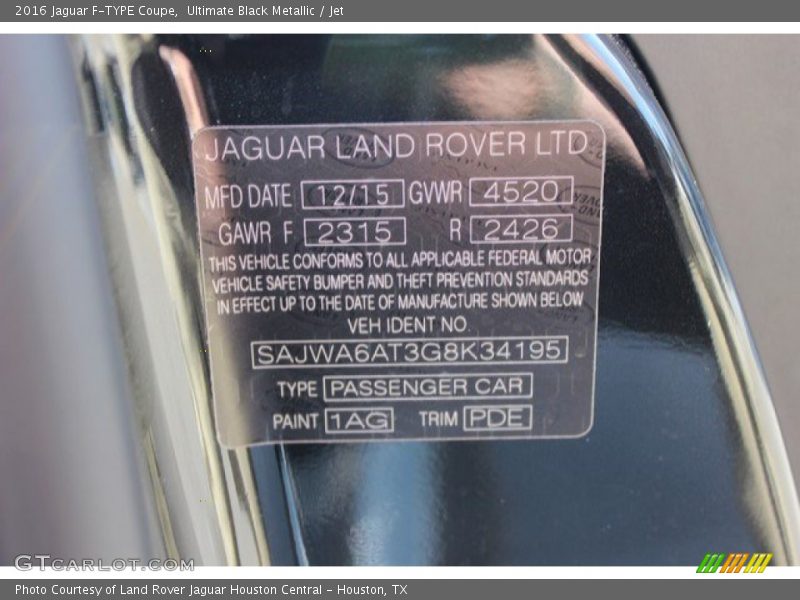 2016 Jaguar F-TYPE Coupe,  Ultimate Black Metallic / Jet
JAGUAR LAND ROVER LTD
MFD DATE 12/15 GVWR 4520
GAWR F 2315 R 2426
THIS VEHICLE CONFORMS TO ALL APPLICABLE FEDERAL MOTOR
VEHICLE SAFETY BUMPER AND THEFT PREVENTION STANDARDS
IN EFFECT UP TO THE DATE OF MANUFACTURE SHOWN BELOW
VEH IDENT NO.
SAJWA6AT3G8K34195
TYPE PASSENGER CAR
PAINT 1AG TRIM PDE
GTCARLOT.COM
Photo Courtesy of Land Rover Jaguar Houston Central - Houston, TX